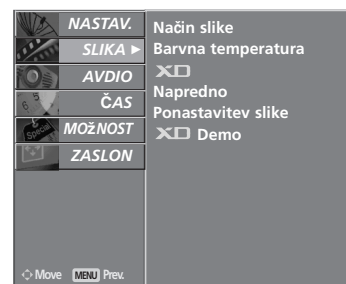 NASTAV.
SLIKA
AVDIO
ČAS
MOŽNOST
ZASLON
Način slike
Barvna temperatura
XD
Napredno
Ponastavitev slike
XD Demo
Move MENU Prev.